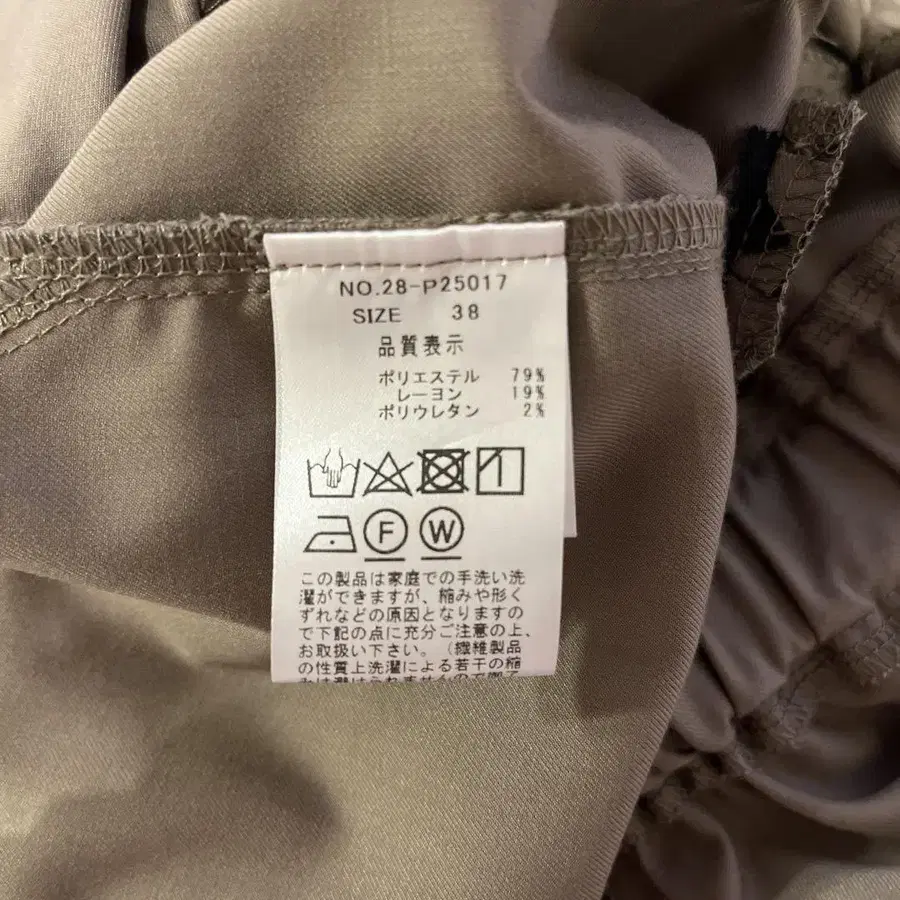 NO.28-P25017
SIZE 38
品質表示
ポリエステル 79%
レーヨン 19%
ポリウレタン 2%
F W
この製品は家庭での手洗い洗
濯ができますが、縮みや形く
ずれなどの原因となりますの
で下記の点に充分ご注意の上、
お取扱い下さい。（繊維製品
の性質上洗濯による若干の縮